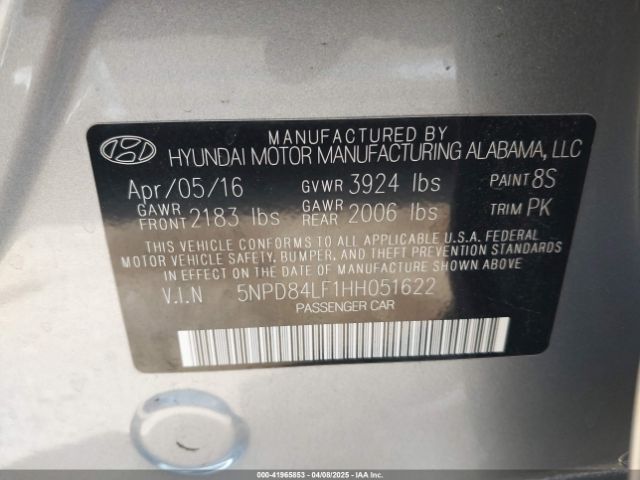 MANUFACTURED BY
HYUNDAI MOTOR MANUFACTURING ALABAMA, LLC
Apr/05/16 GVWR 3924 lbs PAINT 8S
GAWR FRONT 2183 lbs GAWR REAR 2006 lbs TRIM PK
THIS VEHICLE CONFORMS TO ALL APPLICABLE U.S.A. FEDERAL
MOTOR VEHICLE SAFETY, BUMPER, AND THEFT PREVENTION STANDARDS
IN EFFECT ON THE DATE OF MANUFACTURE SHOWN ABOVE.
V.I.N 5NPD84LF1HH051622
PASSENGER CAR
000-41965853 - 04/08/2025 - IAA Inc.